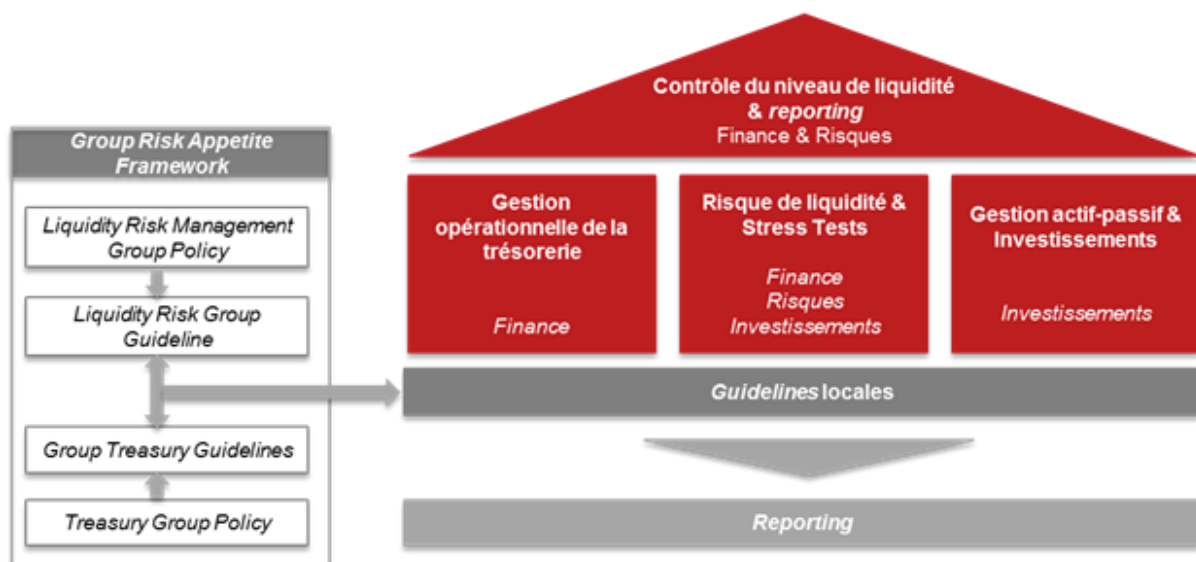 Group Risk Appetite
Framework
Liquidity Risk Management
Group Policy
Liquidity Risk Group
Guideline
Group Treasury Guidelines
Treasury Group Policy
Contrôle du niveau de liquidité
& reporting
Finance & Risques
Gestion
opérationnelle de la
trésorerie
Finance
Risque de liquidité &
Stress Tests
Finance
Risques
Investissements
Gestion actif-passif &
Investissements
Investissements
Guidelines locales
Reporting